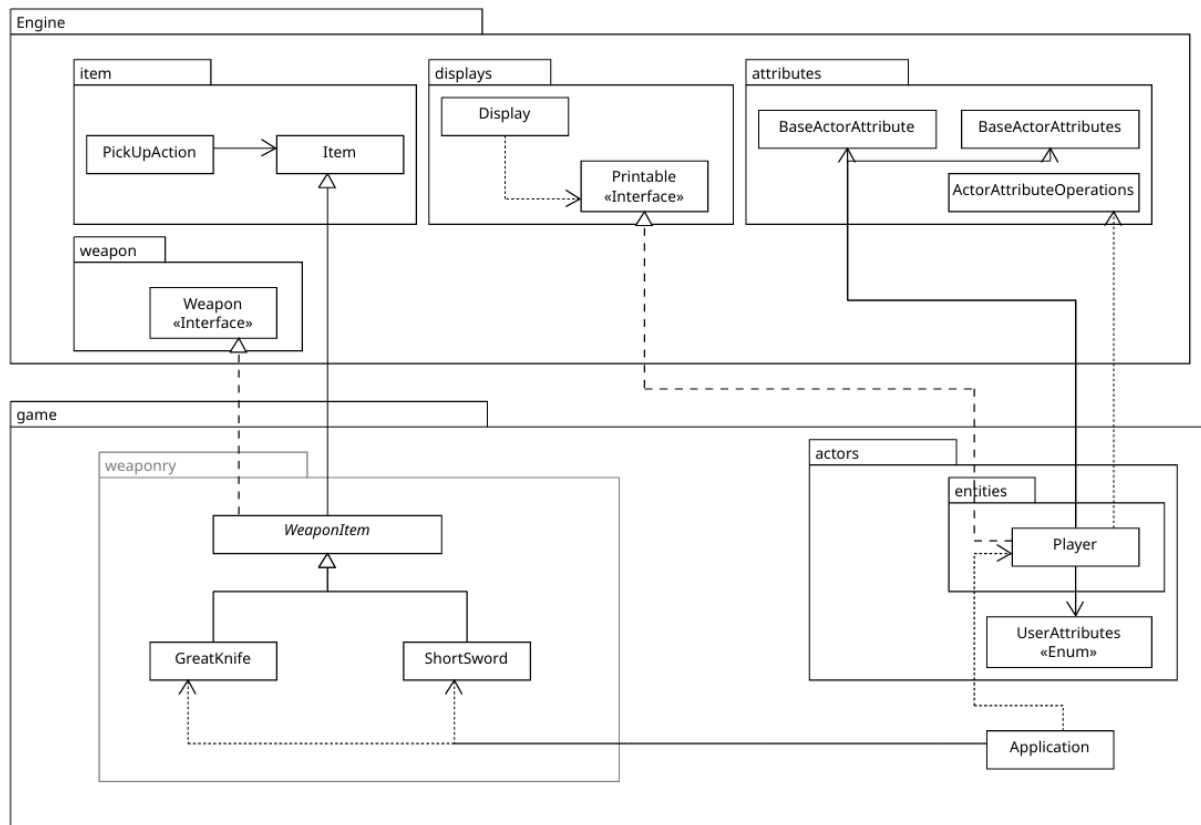 Engine
item
displays
attributes
PickUpAction
Item
Display
Printable
«Interface»
BaseActorAttribute
BaseActorAttributes
ActorAttributeOperations
weapon
Weapon
«Interface»
game
weaponry
WeaponItem
GreatKnife
ShortSword
actors
entities
Player
UserAttributes
«Enum»
Application